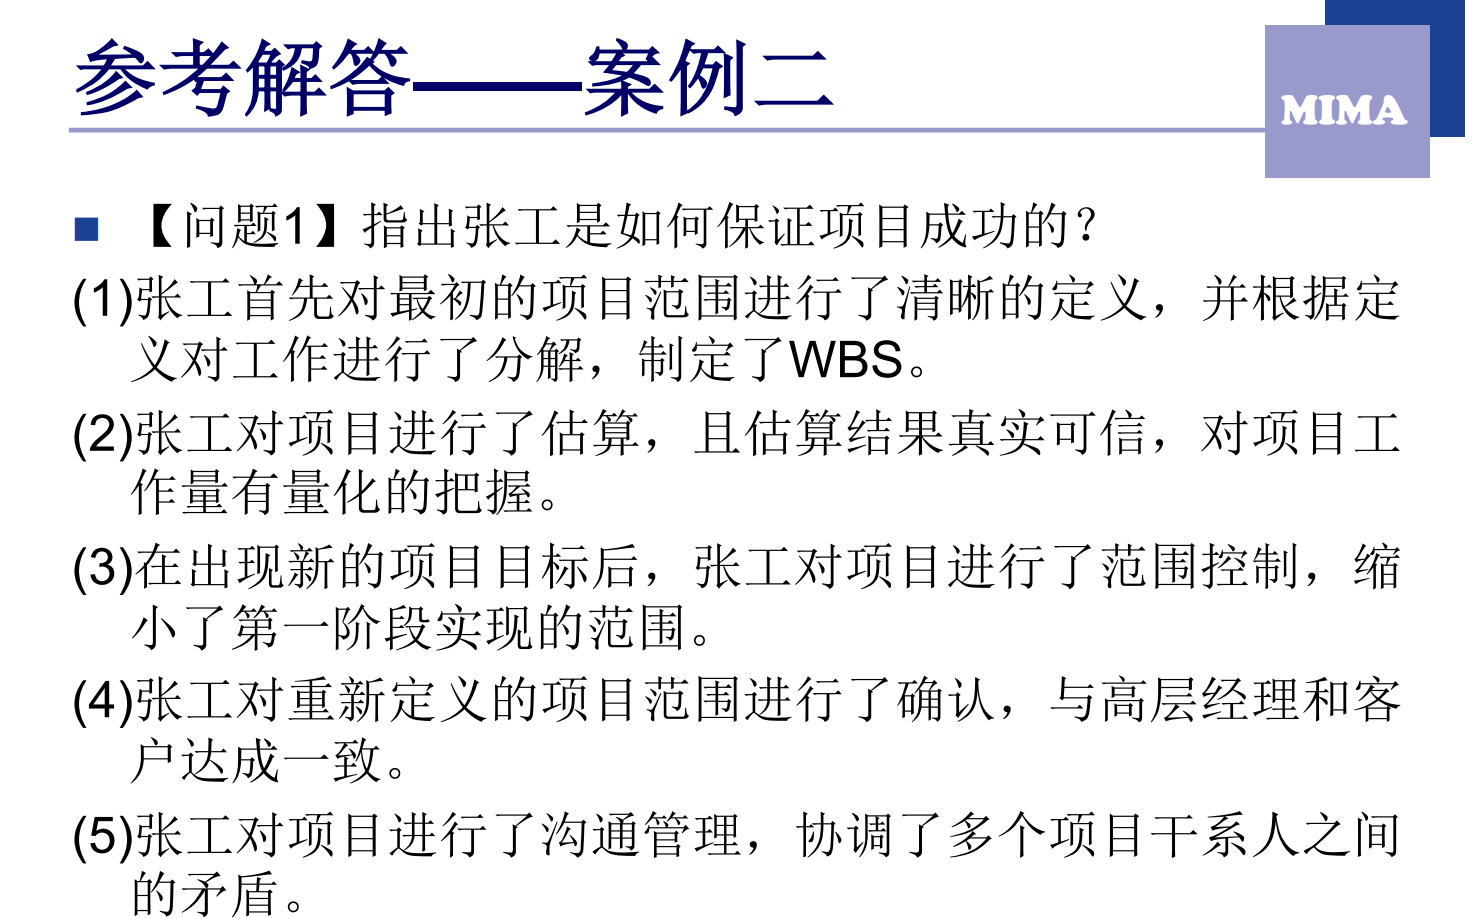 参考解答——案例二
MIMA
【问题1】指出张工是如何保证项目成功的？
(1)张工首先对最初的项目范围进行了清晰的定义，并根据定
义对工作进行了分解，制定了WBS。
(2)张工对项目进行了估算，且估算结果真实可信，对项目工
作量有量化的把握。
(3)在出现新的项目目标后，张工对项目进行了范围控制，缩
小了第一阶段实现的范围。
(4)张工对重新定义的项目范围进行了确认，与高层经理和客
户达成一致。
(5)张工对项目进行了沟通管理，协调了多个项目干系人之间
的矛盾。